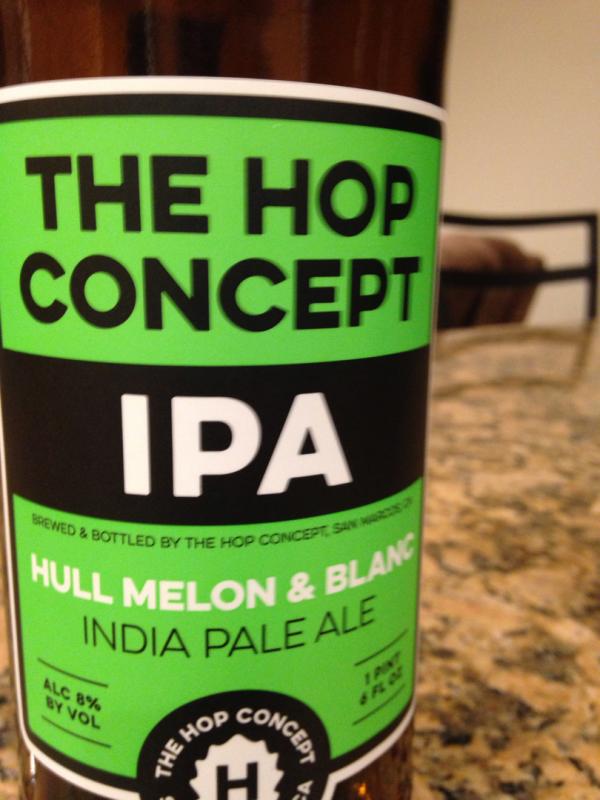 THE HOP
CONCEPT
IPA
BREWED & BOTTLED BY THE HOP CONCEPT, SAN MARCOS, CA
HULL MELON & BLANC
INDIA PALE ALE
ALC 8%
BY VOL
1 PINT
6 FL OZ
THE HOP CONCEPT
H
CA